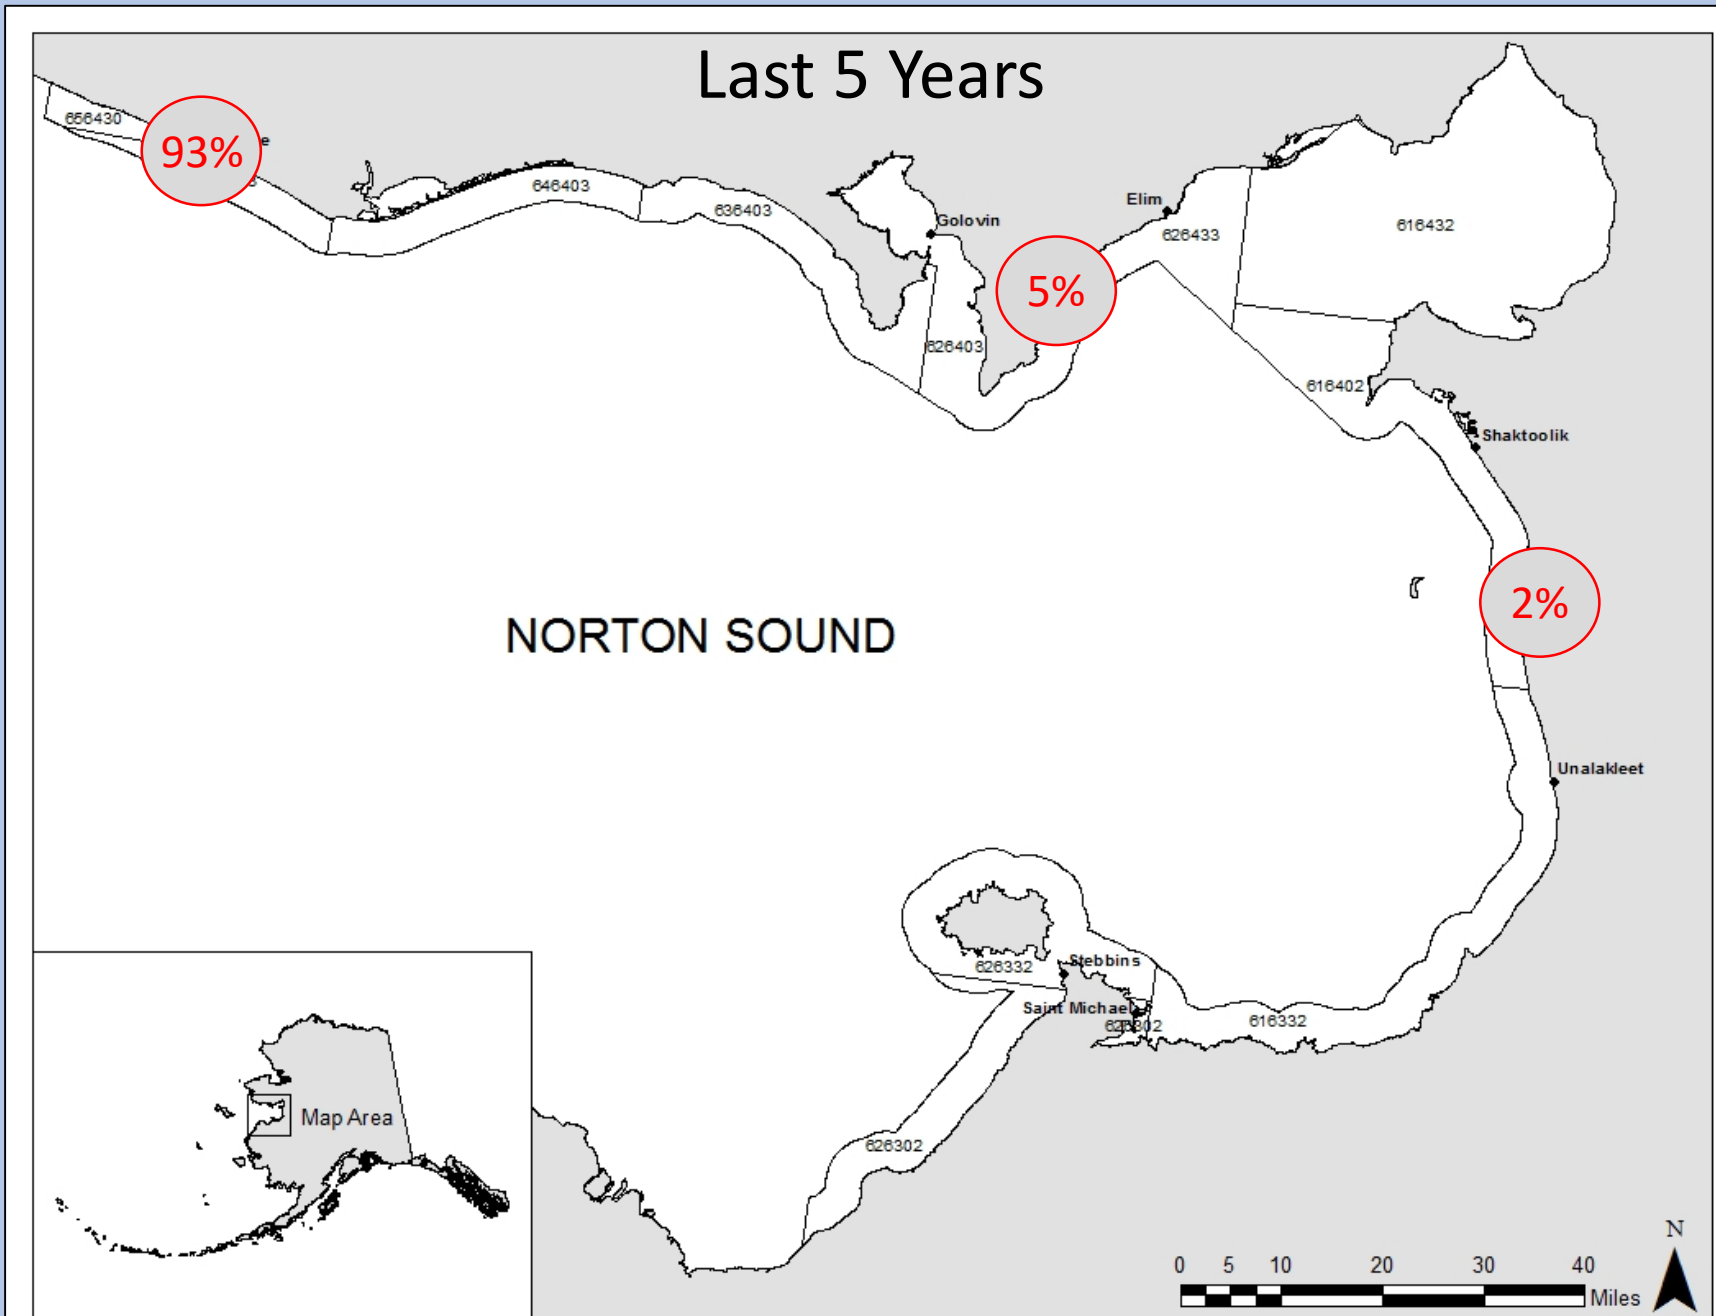 Last 5 Years
656430
93%
646403
636403
Golovin
Elim
626433
616432
5%
626403
616402
Shaktoolik
2%
NORTON SOUND
Unalakleet
626332
Stebbins
Saint Michael
616332
626302
Map Area
N
0 5 10 20 30 40
Miles